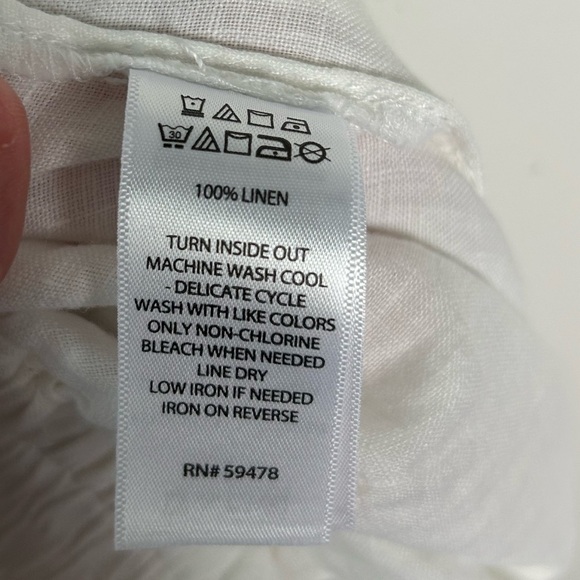 30
100% LINEN
TURN INSIDE OUT
MACHINE WASH COOL
- DELICATE CYCLE
WASH WITH LIKE COLORS
ONLY NON-CHLORINE
BLEACH WHEN NEEDED
LINE DRY
LOW IRON IF NEEDED
IRON ON REVERSE
RN# 59478